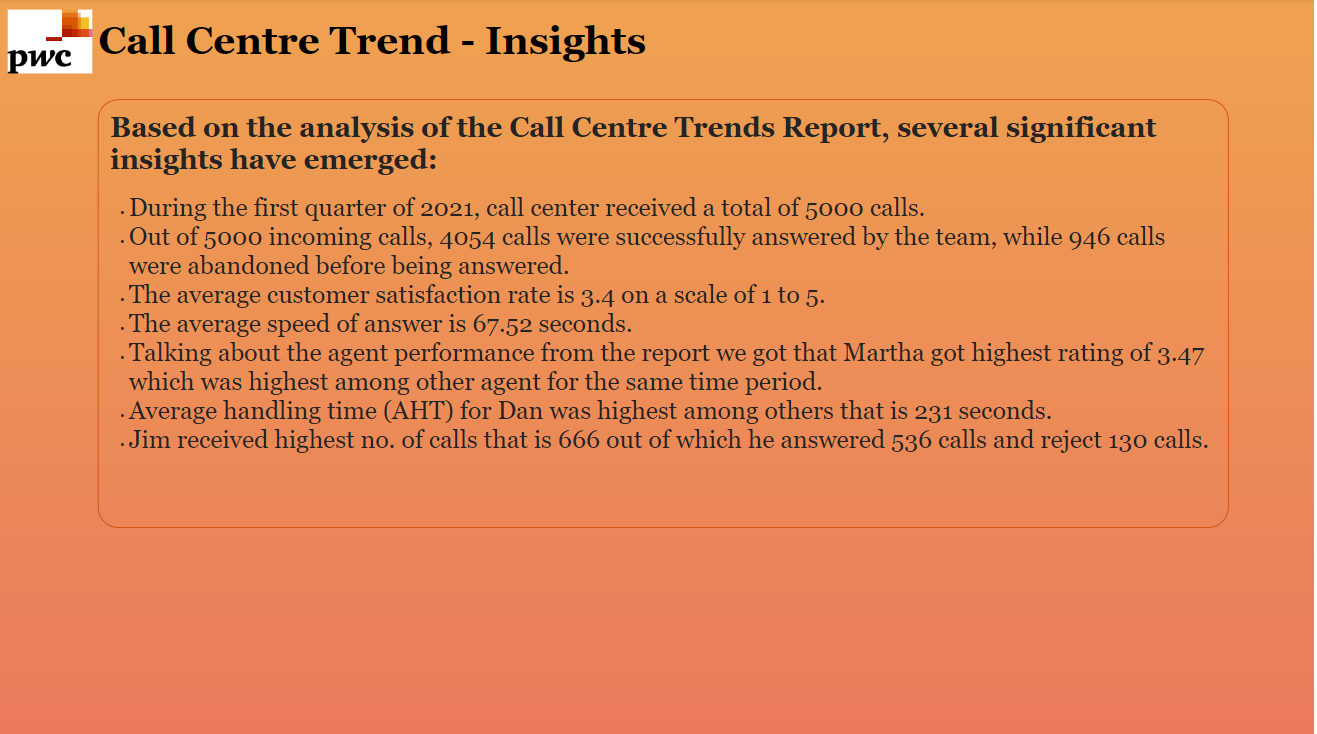 pwc
Call Centre Trend - Insights
Based on the analysis of the Call Centre Trends Report, several significant
insights have emerged:
. During the first quarter of 2021, call center received a total of 5000 calls.
. Out of 5000 incoming calls, 4054 calls were successfully answered by the team, while 946 calls
were abandoned before being answered.
. The average customer satisfaction rate is 3.4 on a scale of 1 to 5.
. The average speed of answer is 67.52 seconds.
. Talking about the agent performance from the report we got that Martha got highest rating of 3.47
which was highest among other agent for the same time period.
. Average handling time (AHT) for Dan was highest among others that is 231 seconds.
. Jim received highest no. of calls that is 666 out of which he answered 536 calls and reject 130 calls.